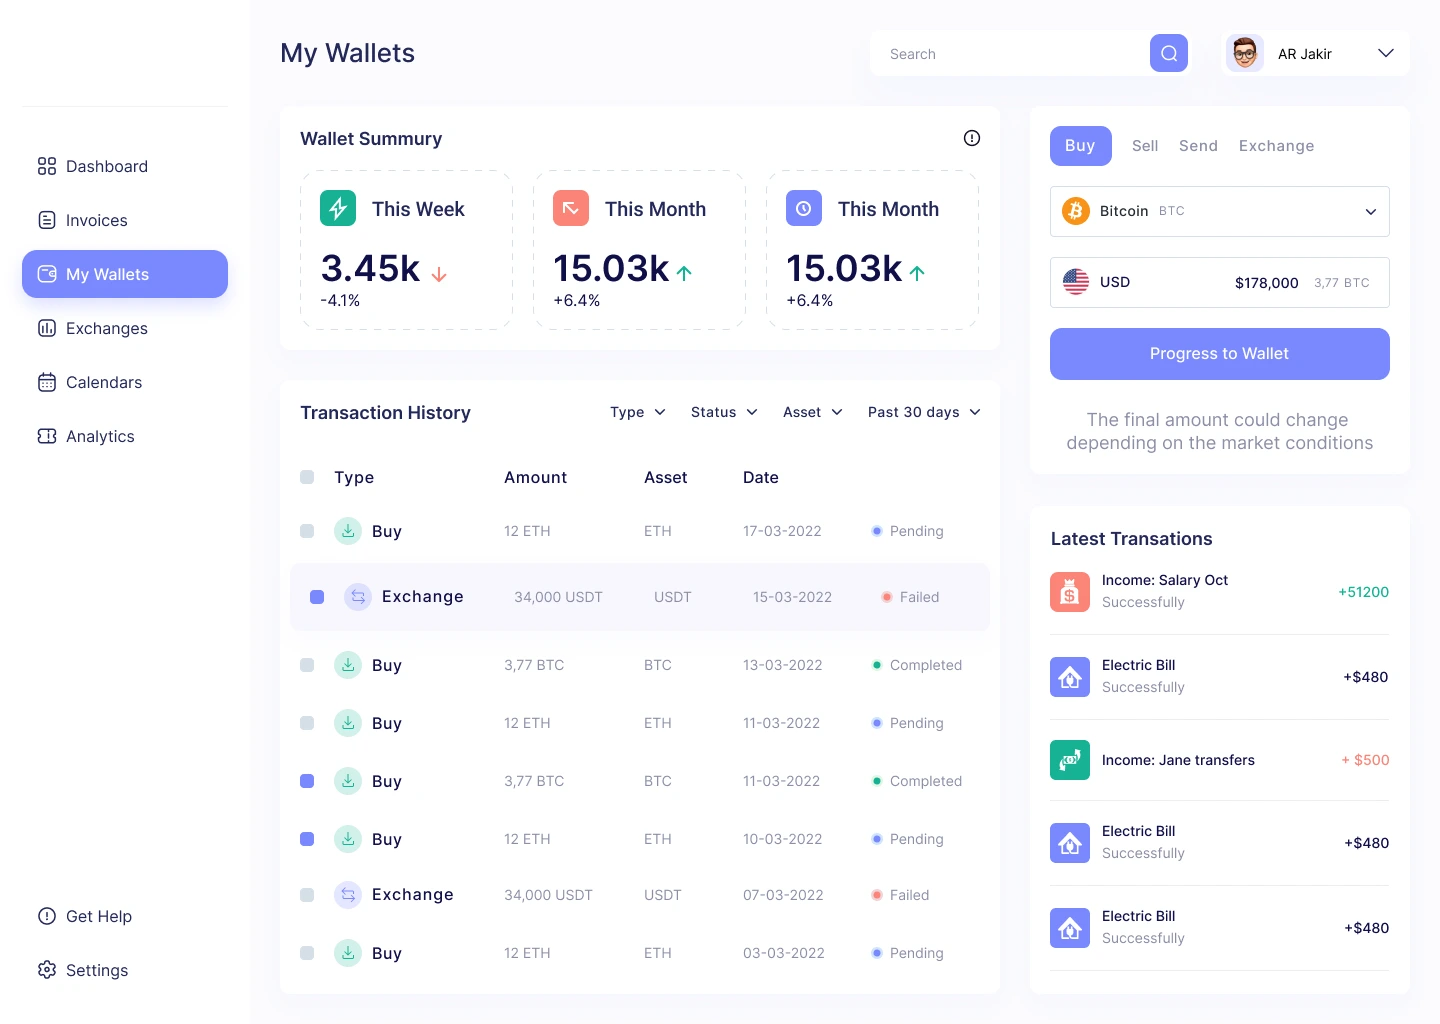 My Wallets
Search
AR Jakir
Dashboard
Invoices
My Wallets
Exchanges
Calendars
Analytics
Get Help
Settings
Wallet Summury
This Week
3.45k
-4.1%
This Month
15.03k
+6.4%
This Month
15.03k
+6.4%
Transaction History
Type Status Asset Past 30 days
Type Amount Asset Date
Buy 12 ETH ETH 17-03-2022 Pending
Exchange 34,000 USDT USDT 15-03-2022 Failed
Buy 3,77 BTC BTC 13-03-2022 Completed
Buy 12 ETH ETH 11-03-2022 Pending
Buy 3,77 BTC BTC 11-03-2022 Completed
Buy 12 ETH ETH 10-03-2022 Pending
Exchange 34,000 USDT USDT 07-03-2022 Failed
Buy 12 ETH ETH 03-03-2022 Pending
Buy Sell Send Exchange
Bitcoin BTC
USD $178,000 3,77 BTC
Progress to Wallet
The final amount could change
depending on the market conditions
Latest Transations
Income: Salary Oct
Successfully
+51200
Electric Bill
Successfully
+$480
Income: Jane transfers
+ $500
Electric Bill
Successfully
+$480
Electric Bill
Successfully
+$480